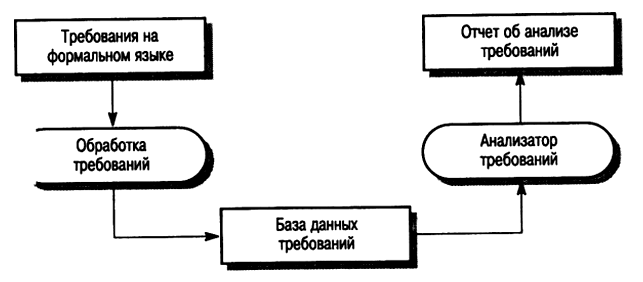 Требования на
формальном языке
Отчет об анализе
требований
Обработка
требований
Анализатор
требований
База данных
требований